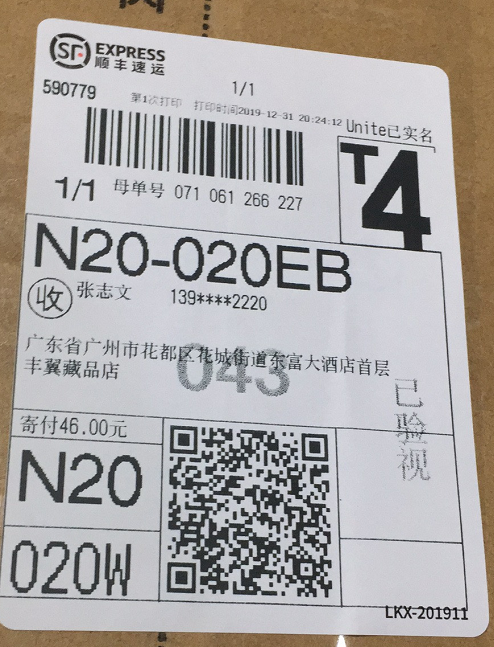 SF EXPRESS
顺丰速运
1/1
590779
第1次打印 打印时间2019-12-31 20:24:12
Unite已实名
T4
1/1 母单号 071 061 266 227
N20-020EB
收 张志文 139****2220
广东省广州市花都区花城街道东富大酒店首层
丰翼藏品店
043
已验视
寄付46.00元
N20
020W
LKX-201911